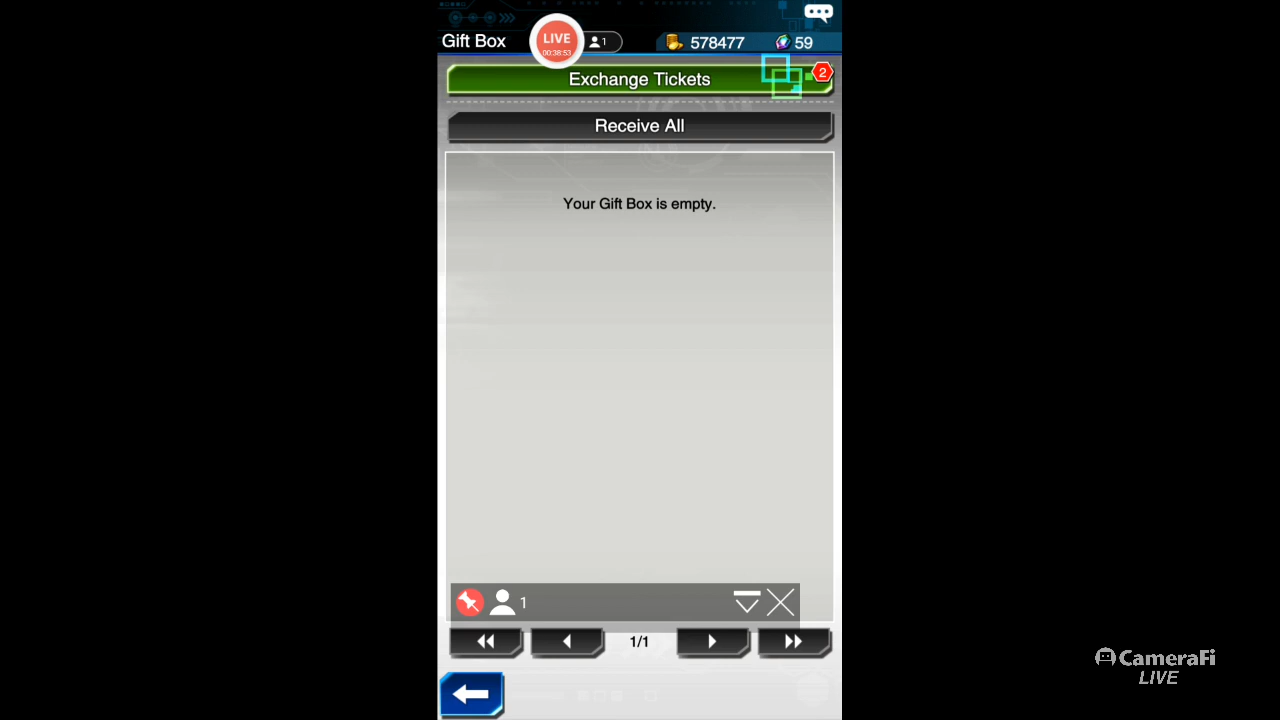 Gift Box
LIVE
00:38:53
1
578477
59
Exchange Tickets
2
Receive All
Your Gift Box is empty.
1
1/1
CameraFi
LIVE